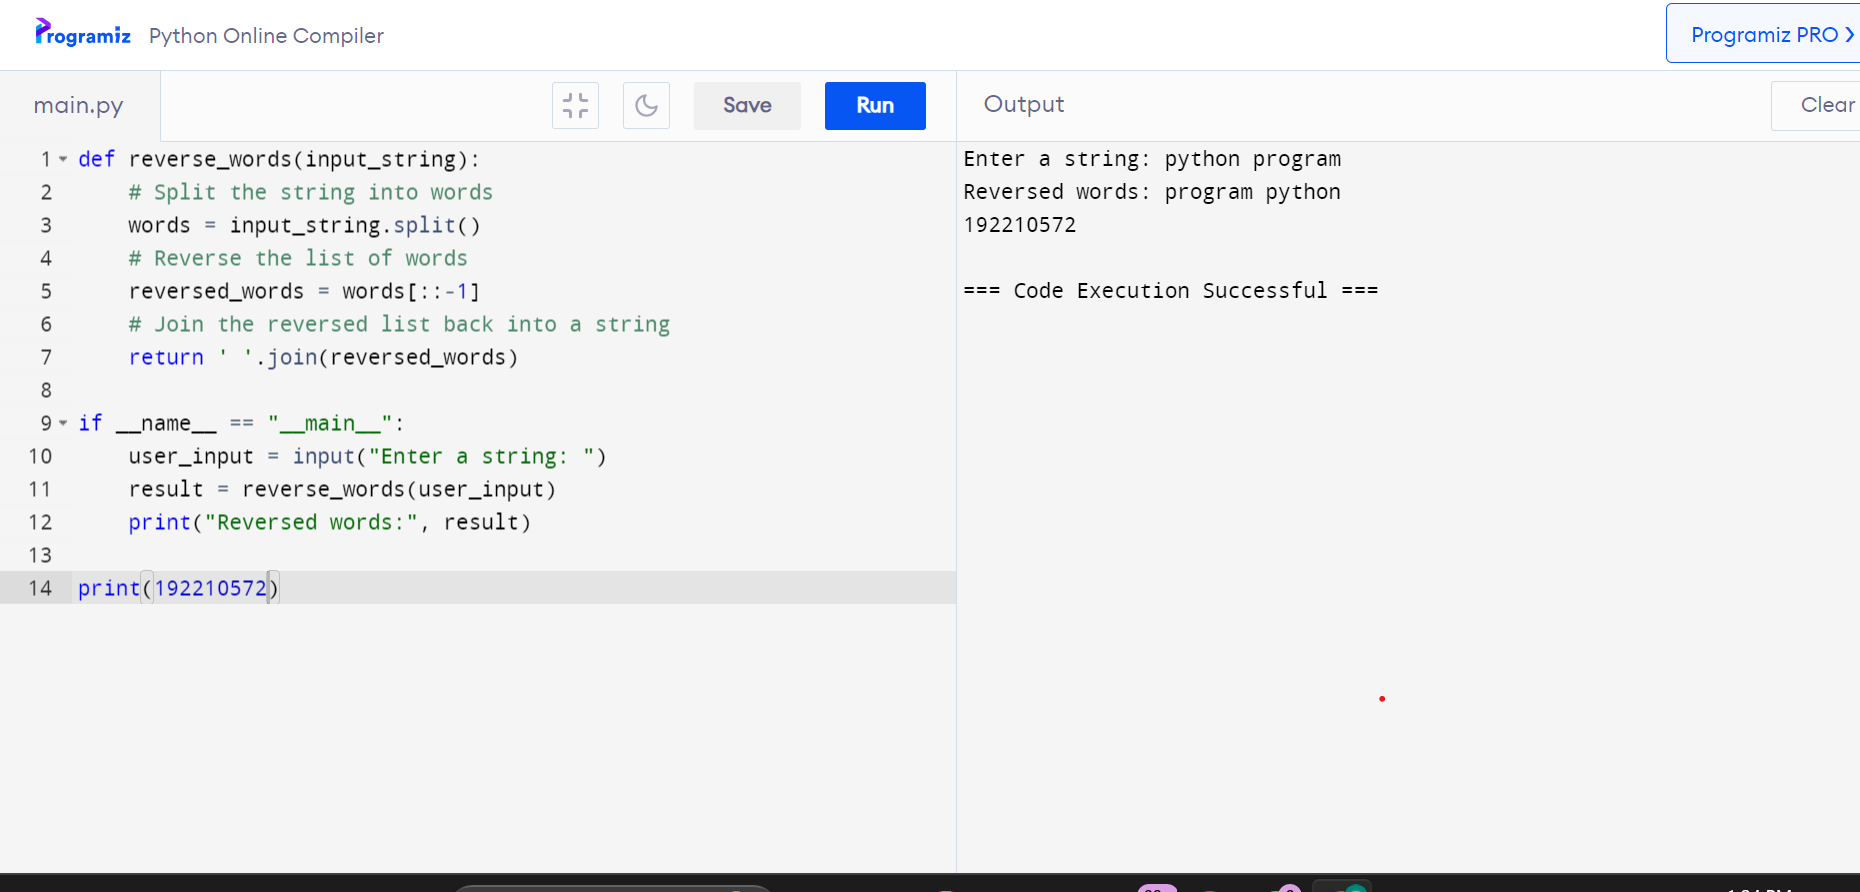 Programiz Python Online Compiler
Programiz PRO
main.py
Save
Run
Output
Clear
1 def reverse_words(input_string):
2     # Split the string into words
3     words = input_string.split()
4     # Reverse the list of words
5     reversed_words = words[::-1]
6     # Join the reversed list back into a string
7     return ' '.join(reversed_words)
8
9 if __name__ == "__main__":
10     user_input = input("Enter a string: ")
11     result = reverse_words(user_input)
12     print("Reversed words:", result)
13
14 print(192210572)
Enter a string: python program
Reversed words: program python
192210572
=== Code Execution Successful ===